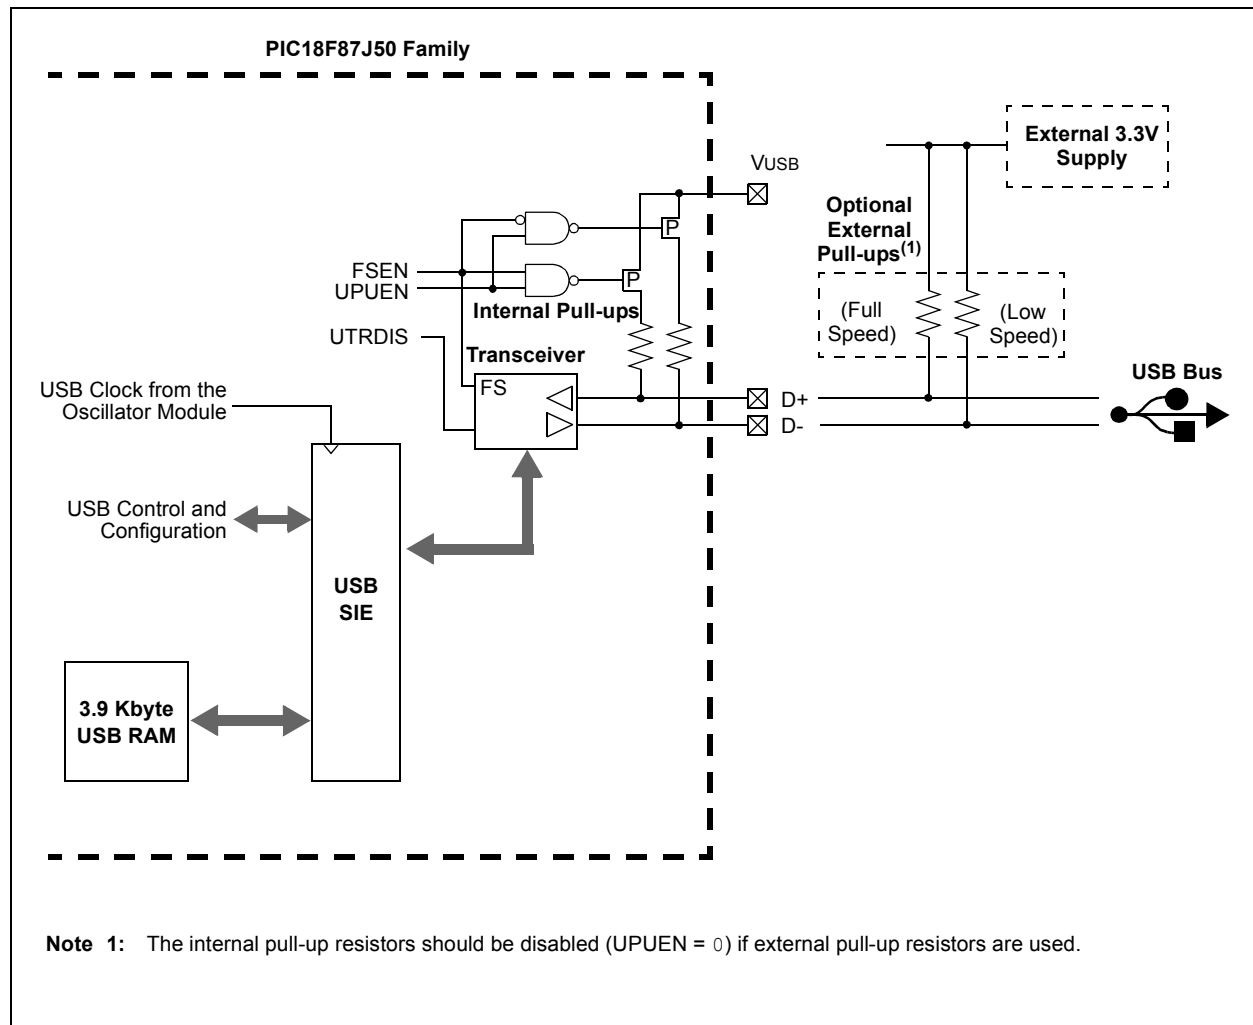 PIC18F87J50 Family
External 3.3V
Supply
VUSB
Optional
External
Pull-ups(1)
P
FSEN
UPUEN
P
Internal Pull-ups
(Full
Speed)
(Low
Speed)
UTRDIS
Transceiver
FS
USB Clock from the
Oscillator Module
D+
D-
USB Bus
USB Control and
Configuration
USB
SIE
3.9 Kbyte
USB RAM
Note 1: The internal pull-up resistors should be disabled (UPUEN = 0) if external pull-up resistors are used.